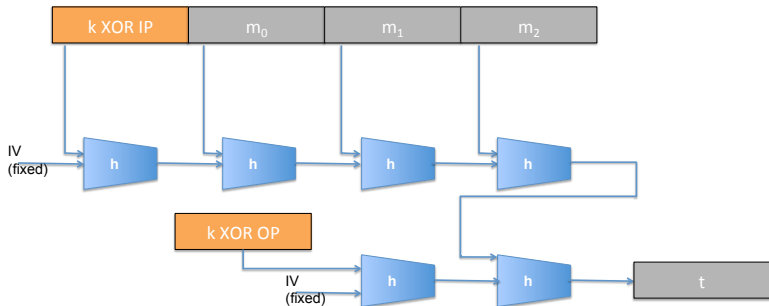 k XOR IP m₀ m₁ m₂
IV
(fixed)
h h h h
k XOR OP
IV
(fixed)
h h t